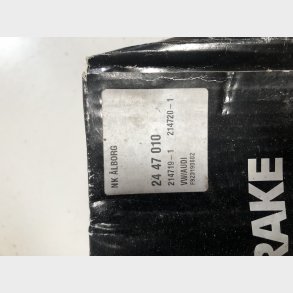 NK ÅLBORG
24 47 010
214719-1 214720-1
VW/AUDI
RAKE